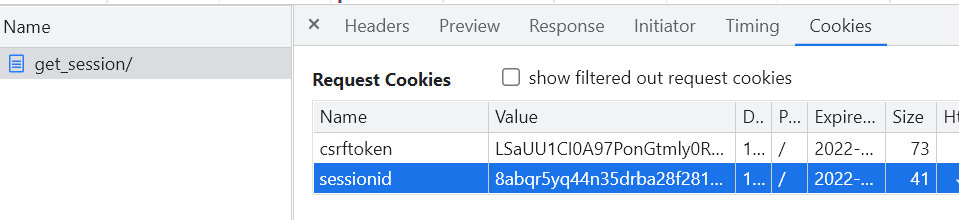 Name
get_session/
× Headers Preview Response Initiator Timing Cookies
Request Cookies show filtered out request cookies
Name Value D... P... Expire... Size Ht
csrftoken LSaUU1CI0A97PonGtmly0R... 1... / 2022-... 73
sessionid 8abqr5yq44n35drba28f281... 1... / 2022-... 41